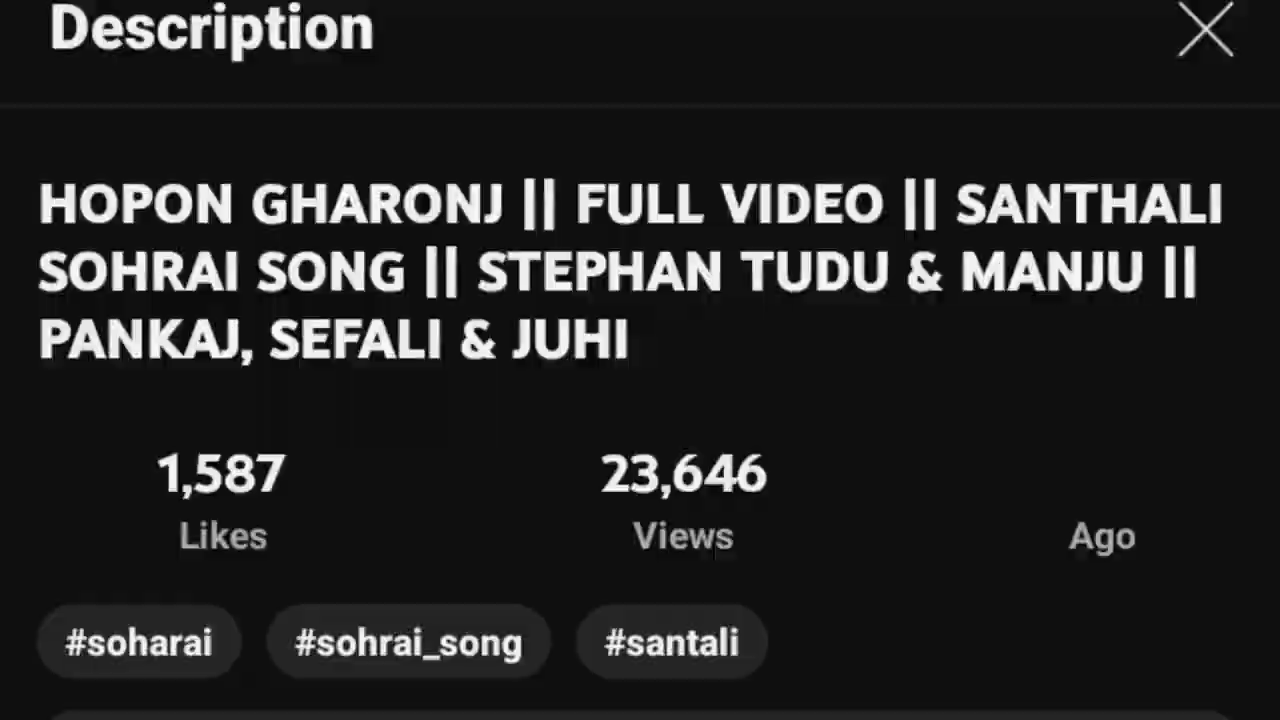 Description
HOPON GHARONJ || FULL VIDEO || SANTHALI
SOHRAI SONG || STEPHAN TUDU & MANJU ||
PANKAJ, SEFALI & JUHI
1,587 23,646
Likes Views Ago
#soharai #sohrai_song #santali